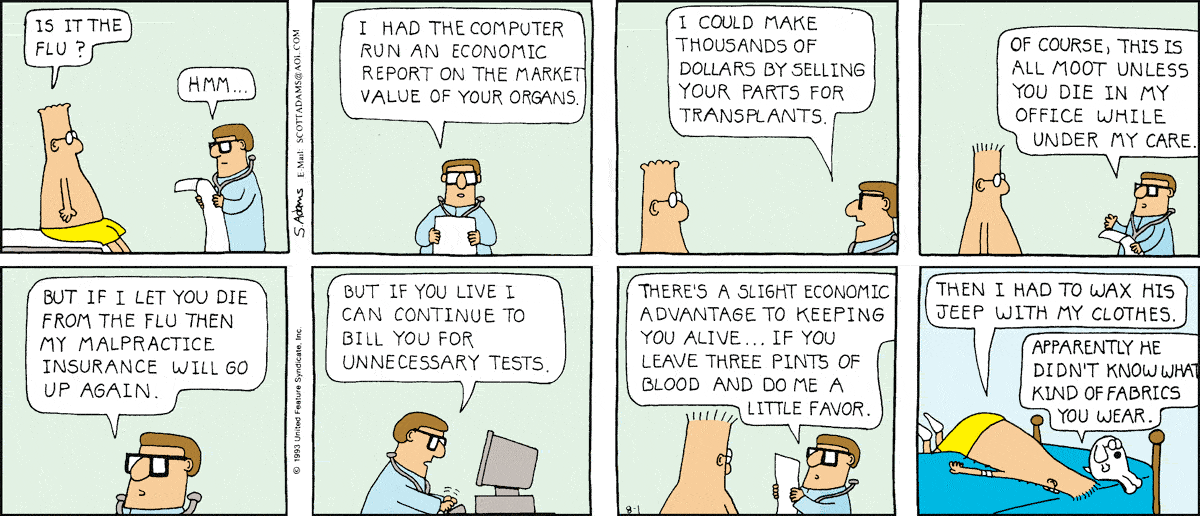 IS IT THE
FLU ?
HMM...
S. Adams E-Mail: SCOTTADAMS@AOL.COM
I HAD THE COMPUTER
RUN AN ECONOMIC
REPORT ON THE MARKET
VALUE OF YOUR ORGANS.
I COULD MAKE
THOUSANDS OF
DOLLARS BY SELLING
YOUR PARTS FOR
TRANSPLANTS.
OF COURSE, THIS IS
ALL MOOT UNLESS
YOU DIE IN MY
OFFICE WHILE
UNDER MY CARE.
BUT IF I LET YOU DIE
FROM THE FLU THEN
MY MALPRACTICE
INSURANCE WILL GO
UP AGAIN.
© 1993 United Feature Syndicate, Inc.
BUT IF YOU LIVE I
CAN CONTINUE TO
BILL YOU FOR
UNNECESSARY TESTS.
THERE'S A SLIGHT ECONOMIC
ADVANTAGE TO KEEPING
YOU ALIVE... IF YOU
LEAVE THREE PINTS OF
BLOOD AND DO ME A
LITTLE FAVOR.
8-1
THEN I HAD TO WAX HIS
JEEP WITH MY CLOTHES.
APPARENTLY HE
DIDN'T KNOW WHAT
KIND OF FABRICS
YOU WEAR.